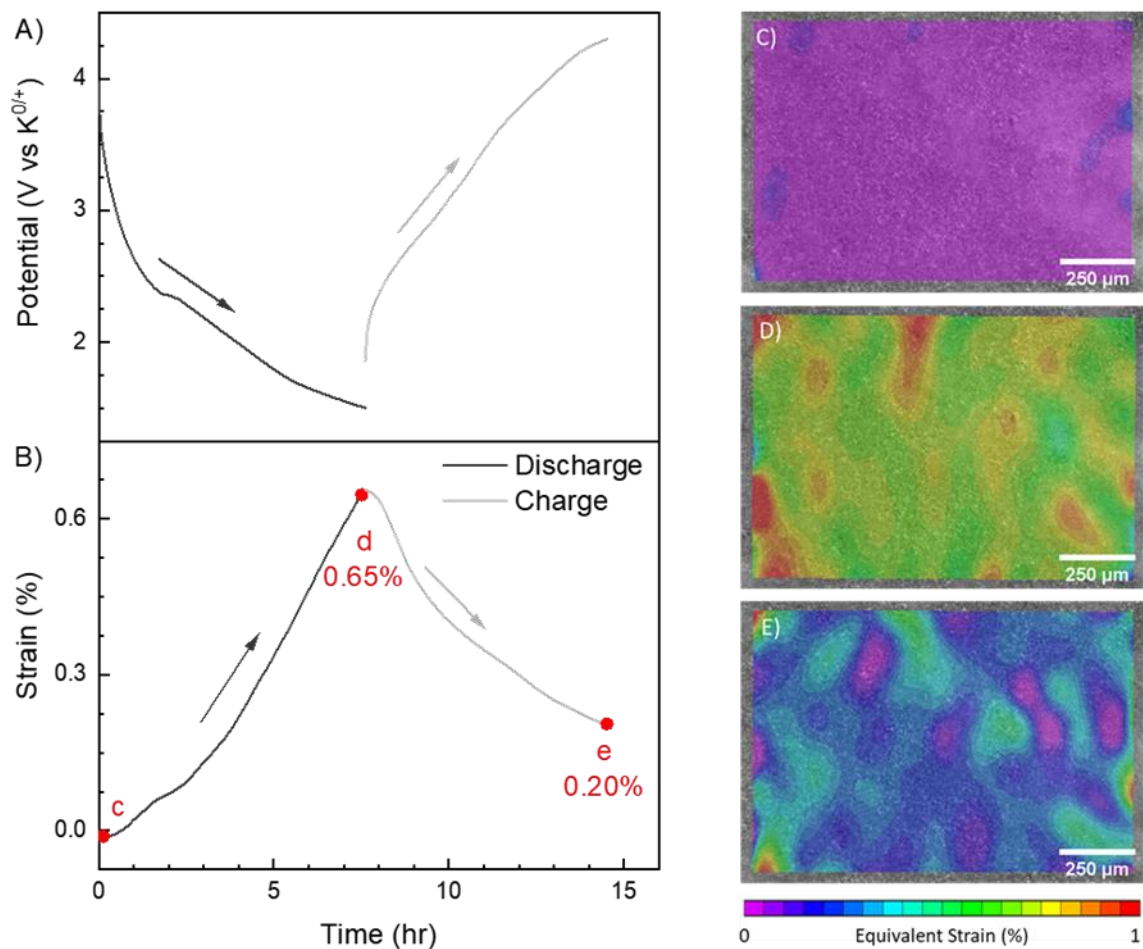 A)
4
3
2
Potential (V vs K0/+)
B)
Discharge
Charge
0.6
0.3
0.0
Strain (%)
d
0.65%
c
e
0.20%
0
5
10
15
Time (hr)
C)
250 µm
D)
250 µm
E)
250 µm
0
Equivalent Strain (%)
1